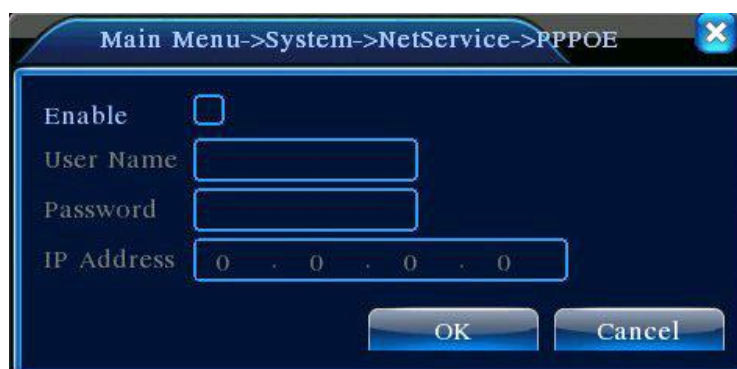 Main Menu->System->NetService->PPPOE
Enable
User Name
Password
IP Address 0 . 0 . 0 . 0
OK Cancel